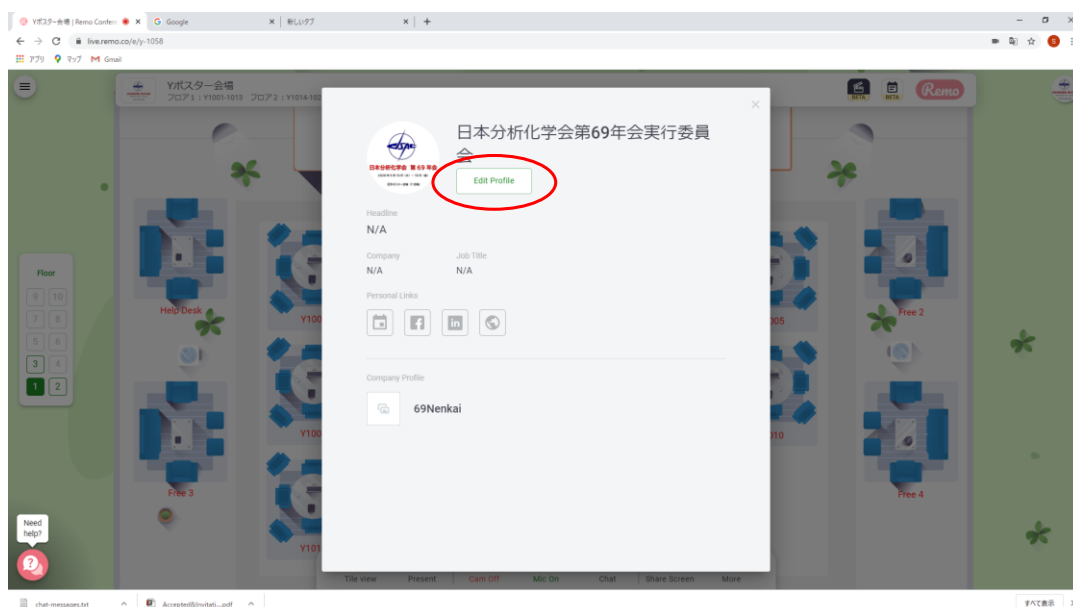 Yポスター会場 | Remo Confere
Google
新しいタブ
live.remo.co/e/y-1058
アプリ
マップ
Gmail
Yポスター会場
フロア1 : Y1001-1013 フロア2 : Y1014-102
BETA
BETA
Remo
日本分析化学会第69年会実行委員
会
日本分析化学会 第69年会
Edit Profile
Headline
N/A
Company
Job Title
N/A
N/A
Personal Links
Company Profile
69Nenkai
Floor
9 10
7 8
5 6
3 4
1 2
Help Desk
Y100
005
Free 2
Y100
010
Free 3
Y101
Free 4
Need
help?
Tile view
Present
Cam Off
Mic On
Chat
Share Screen
More
chat-messages.txt
Accepted&Invitati....pdf
すべて表示